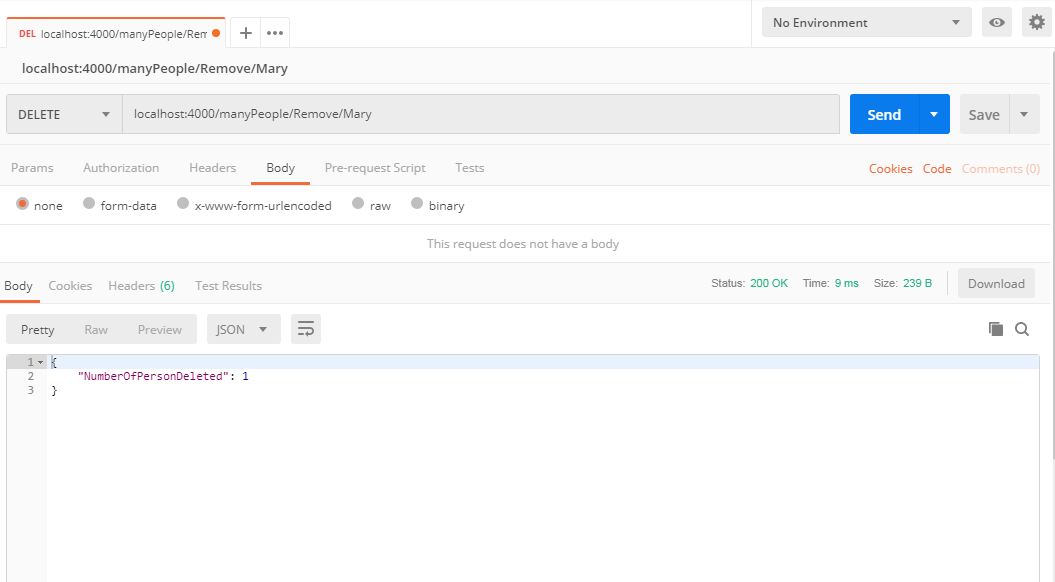 DEL localhost:4000/manyPeople/Rem
No Environment
localhost:4000/manyPeople/Remove/Mary
DELETE localhost:4000/manyPeople/Remove/Mary Send Save
Params Authorization Headers Body Pre-request Script Tests Cookies Code Comments (0)
none form-data x-www-form-urlencoded raw binary
This request does not have a body
Body Cookies Headers (6) Test Results Status: 200 OK Time: 9 ms Size: 239 B Download
Pretty Raw Preview JSON
1 {
2 "NumberOfPersonDeleted": 1
3 }